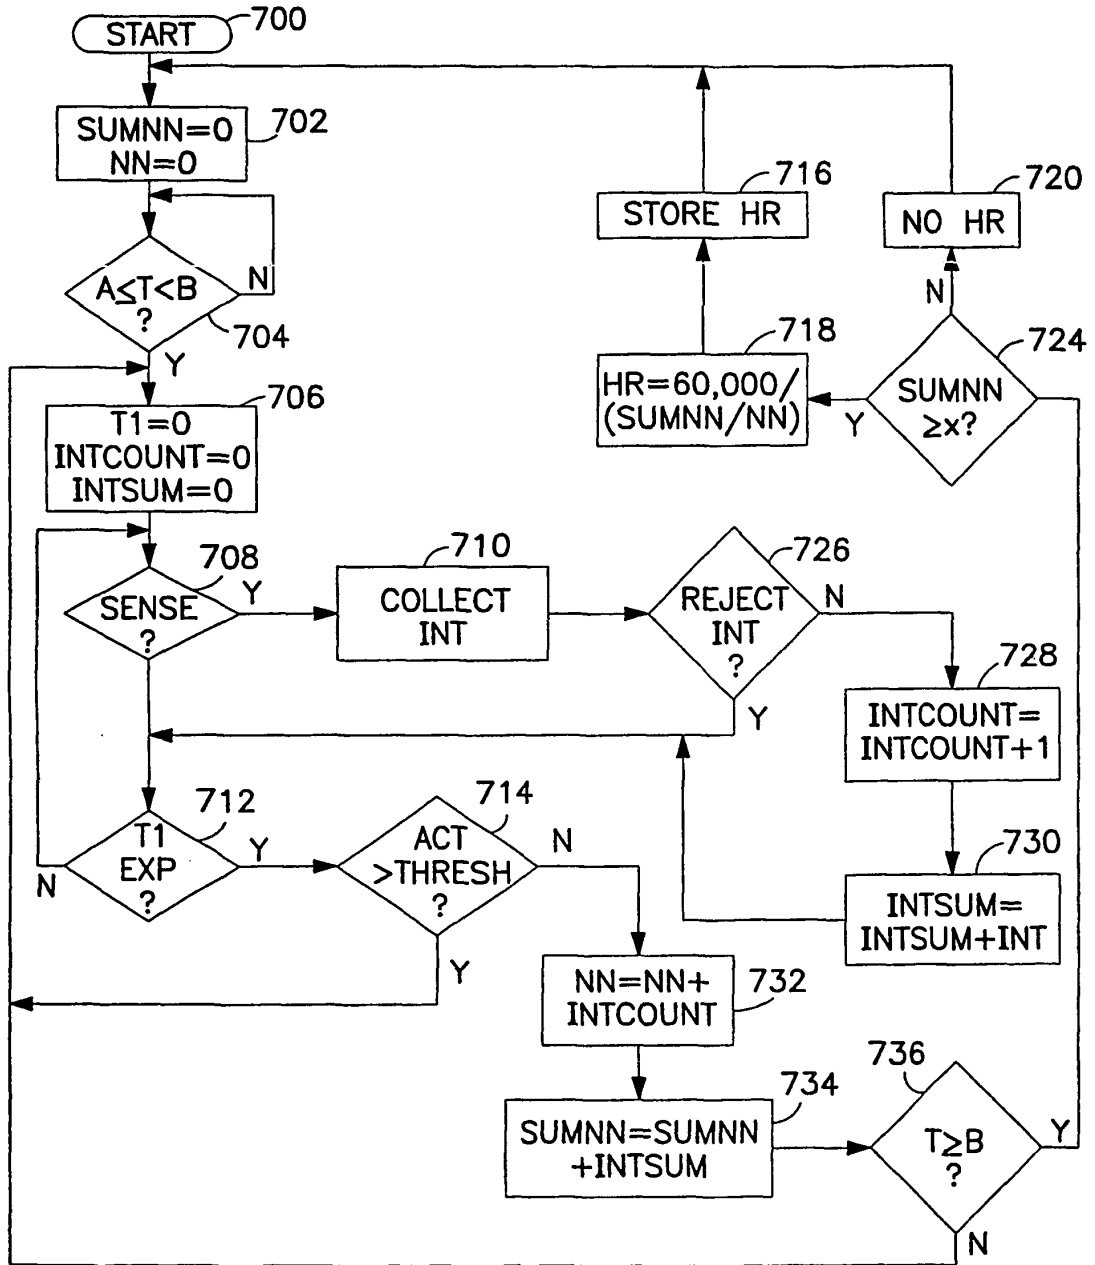 START
700
SUMNN=0
NN=0
702
A≤T<B
?
N
704
Y
T1=0
INTCOUNT=0
INTSUM=0
706
SENSE
?
708
Y
COLLECT
INT
710
REJECT
INT
?
726
N
Y
INTCOUNT=
INTCOUNT+1
728
INTSUM=
INTSUM+INT
730
T1
EXP
?
712
N
Y
ACT
>THRESH
?
714
N
Y
NN=NN+
INTCOUNT
732
SUMNN=SUMNN
+INTSUM
734
T≥B
?
736
Y
N
SUMNN
≥x?
724
N
Y
NO HR
720
HR=60,000/
(SUMNN/NN)
718
STORE HR
716